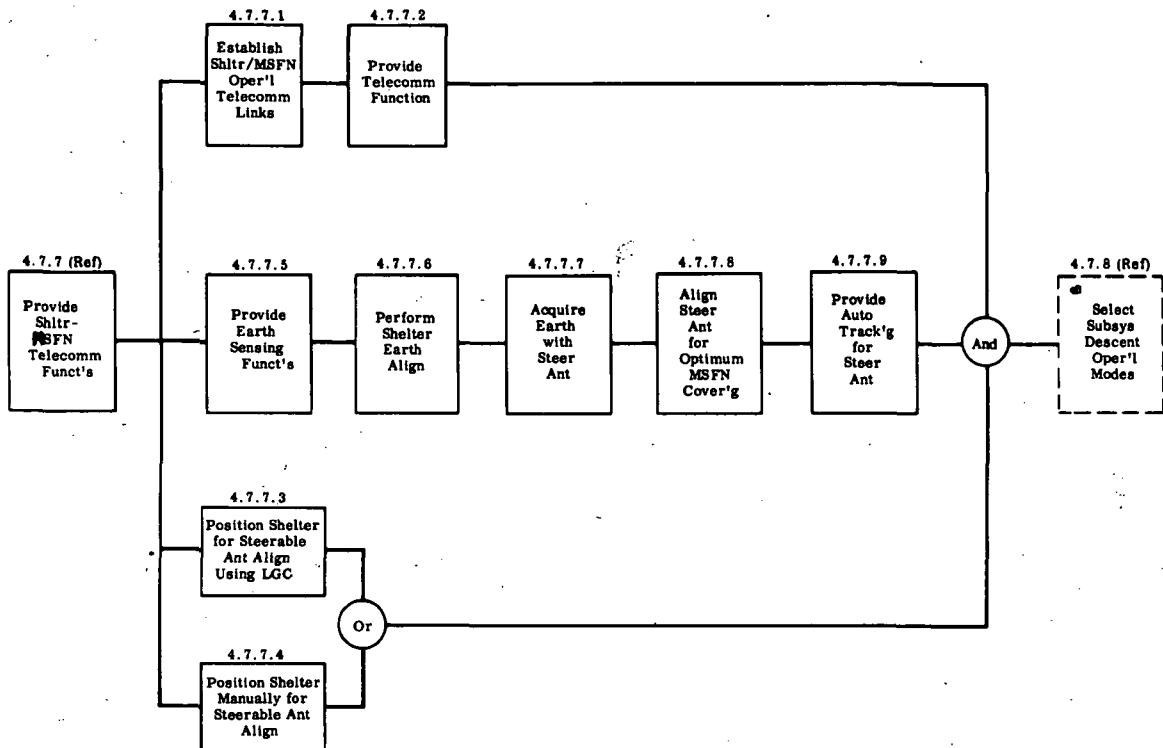 4.7.7.1
Establish
Shltr/MSFN
Oper'l
Telecomm
Links
4.7.7.2
Provide
Telecomm
Function
4.7.7 (Ref)
Provide
Shltr-
MSFN
Telecomm
Funct's
4.7.7.5
Provide
Earth
Sensing
Funct's
4.7.7.6
Perform
Shelter
Earth
Align
4.7.7.7
Acquire
Earth
with
Steer
Ant
4.7.7.8
Align
Steer
Ant
for
Optimum
MSFN
Cover'g
4.7.7.9
Provide
Auto
Track'g
for
Steer
Ant
And
4.7.8 (Ref)
Select
Subsys
Descent
Oper'l
Modes
4.7.7.3
Position Shelter
for Steerable
Ant Align
Using LGC
Or
4.7.7.4
Position Shelter
Manually for
Steerable Ant
Align